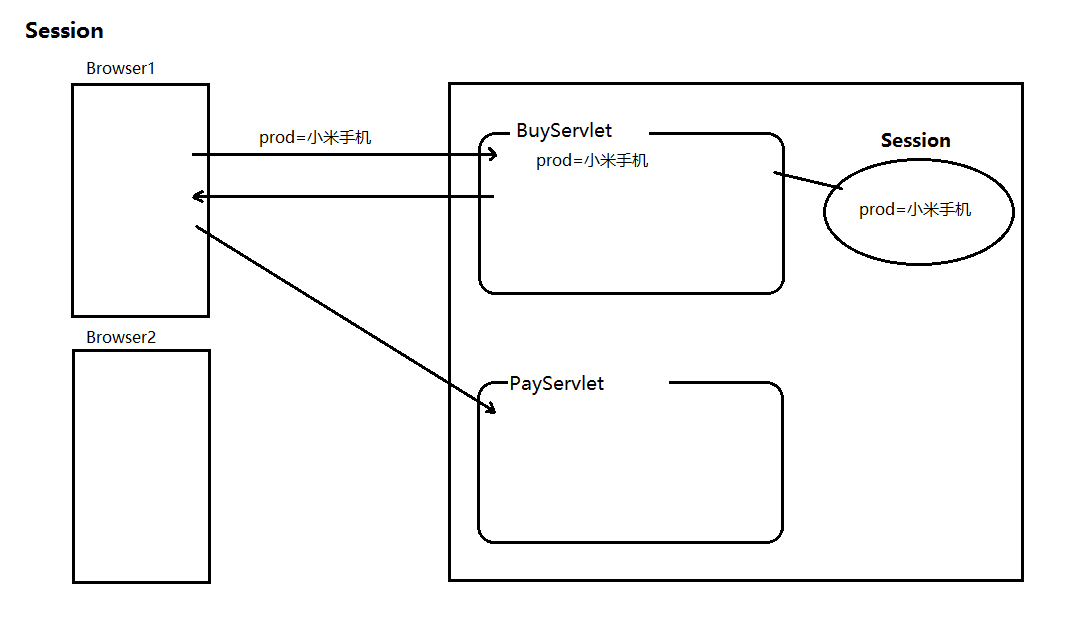 Session
Browser1
prod=小米手机
BuyServlet
prod=小米手机
Session
prod=小米手机
Browser2
PayServlet